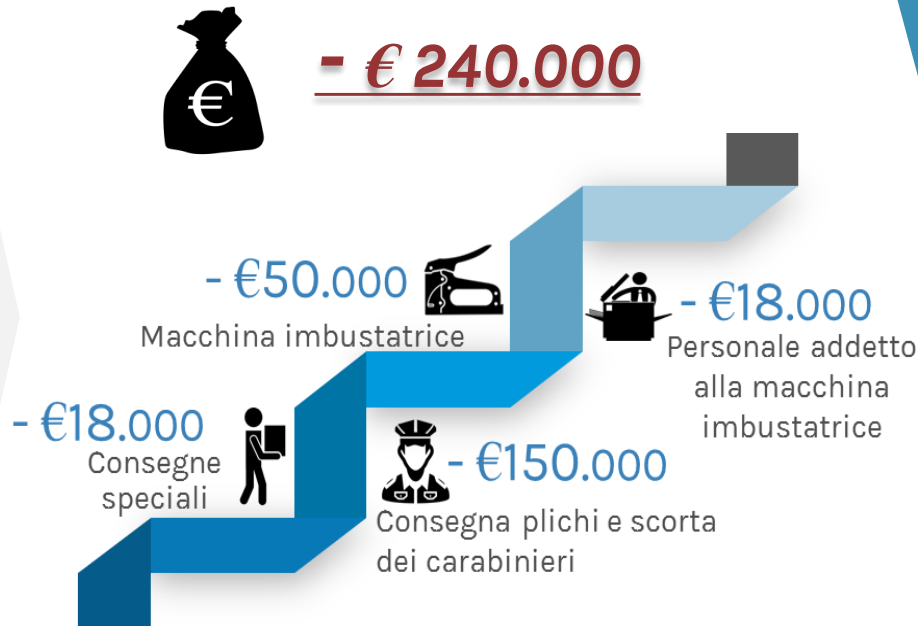 €
- € 240.000
- €50.000
Macchina imbustatrice
- €18.000
Personale addetto
alla macchina
imbustatrice
- €18.000
Consegne
speciali
- €150.000
Consegna plichi e scorta
dei carabinieri